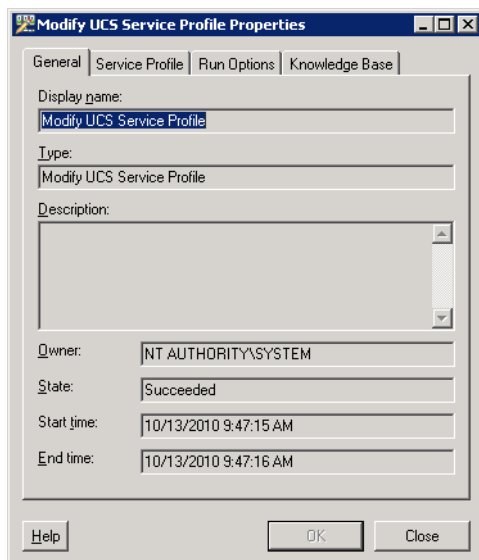 Modify UCS Service Profile Properties
General Service Profile Run Options Knowledge Base
Display name:
Modify UCS Service Profile
Type:
Modify UCS Service Profile
Description:
Owner: NT AUTHORITY\SYSTEM
State: Succeeded
Start time: 10/13/2010 9:47:15 AM
End time: 10/13/2010 9:47:16 AM
Help OK Close